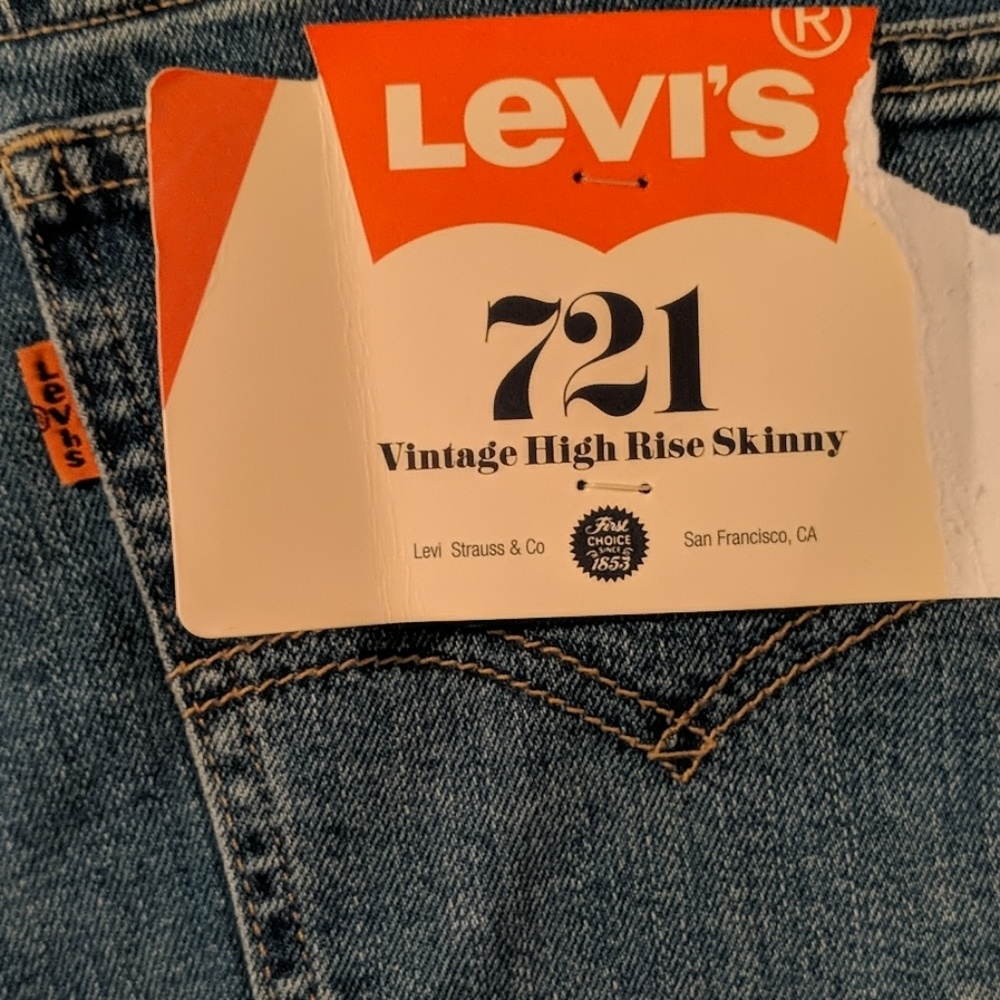 ®
LEVI'S
721
Vintage High Rise Skinny
Levi Strauss & Co
First
CHOICE
SINCE
1853
San Francisco, CA
Levi's
®